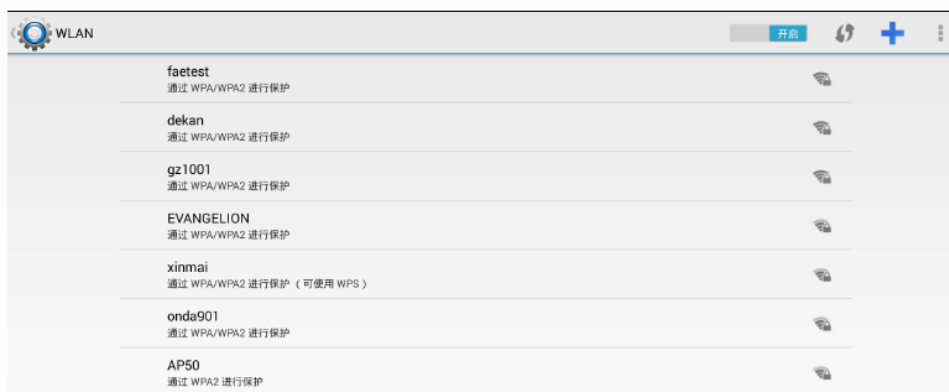 WLAN
开启
faetest
通过 WPA/WPA2 进行保护
dekan
通过 WPA/WPA2 进行保护
gz1001
通过 WPA/WPA2 进行保护
EVANGELION
通过 WPA/WPA2 进行保护
xinmai
通过 WPA/WPA2 进行保护（可使用 WPS）
onda901
通过 WPA/WPA2 进行保护
AP50
通过 WPA2 进行保护